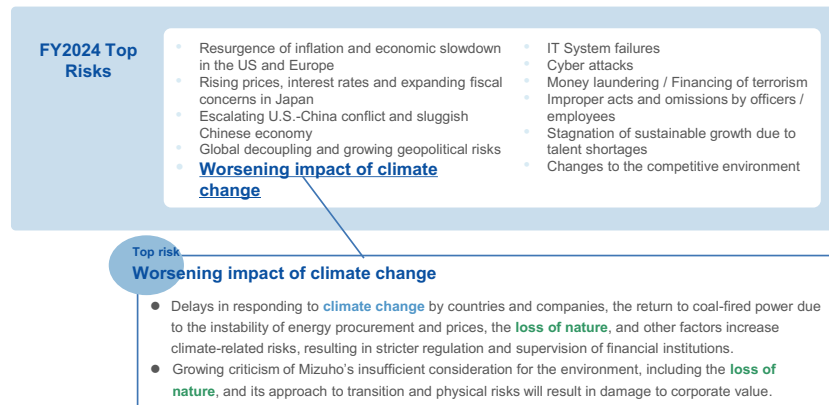 FY2024 Top
Risks
Resurgence of inflation and economic slowdown
in the US and Europe
Rising prices, interest rates and expanding fiscal
concerns in Japan
Escalating U.S.-China conflict and sluggish
Chinese economy
Global decoupling and growing geopolitical risks
Worsening impact of climate
change
IT System failures
Cyber attacks
Money laundering / Financing of terrorism
Improper acts and omissions by officers /
employees
Stagnation of sustainable growth due to
talent shortages
Changes to the competitive environment
Top risk
Worsening impact of climate change
Delays in responding to climate change by countries and companies, the return to coal-fired power due
to the instability of energy procurement and prices, the loss of nature, and other factors increase
climate-related risks, resulting in stricter regulation and supervision of financial institutions.
Growing criticism of Mizuho's insufficient consideration for the environment, including the loss of
nature, and its approach to transition and physical risks will result in damage to corporate value.